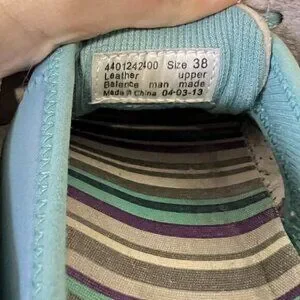 4401242400 Size 38
Leather upper
Balance man made
Made in China 04-03-13